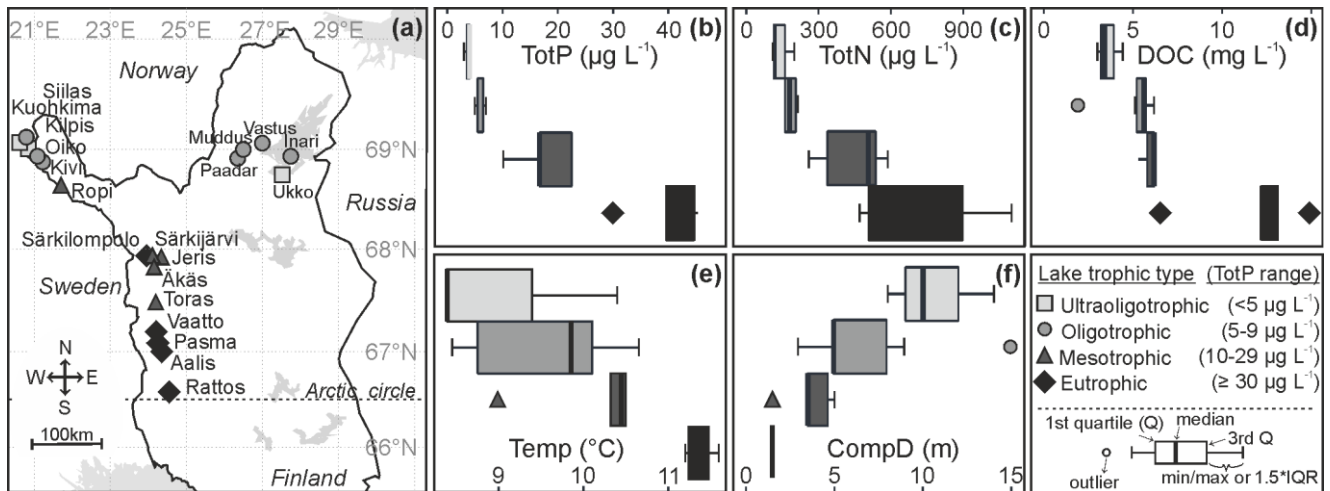 21°E 23°E 25°E 27°E 29°E (a)
Norway
Siilas
Kuohkima
Kilpis
Oiko
Kivi
Ropi
Muddus
Vastus
Inari
Paadar
Ukko
69°N
Russia
Särkilompolo
Särkijärvi
68°N
Jeris
Sweden
Äkäs
Toras
Vaatto
Pasma
67°N
Aalis
N
W E
S
Rattos
Arctic circle
100km
66°N
Finland
0 10 20 30 40 (b)
TotP (µg L⁻¹)
0 300 600 900 (c)
TotN (µg L⁻¹)
0 5 10 (d)
DOC (mg L⁻¹)
(e)
Temp (°C)
9 10 11
(f)
CompD (m)
0 5 10 15
Lake trophic type (TotP range)
Ultraoligotrophic (<5 µg L⁻¹)
Oligotrophic (5-9 µg L⁻¹)
Mesotrophic (10-29 µg L⁻¹)
Eutrophic (≥ 30 µg L⁻¹)
1st quartile (Q) median
3rd Q
outlier
min/max or 1.5*IQR